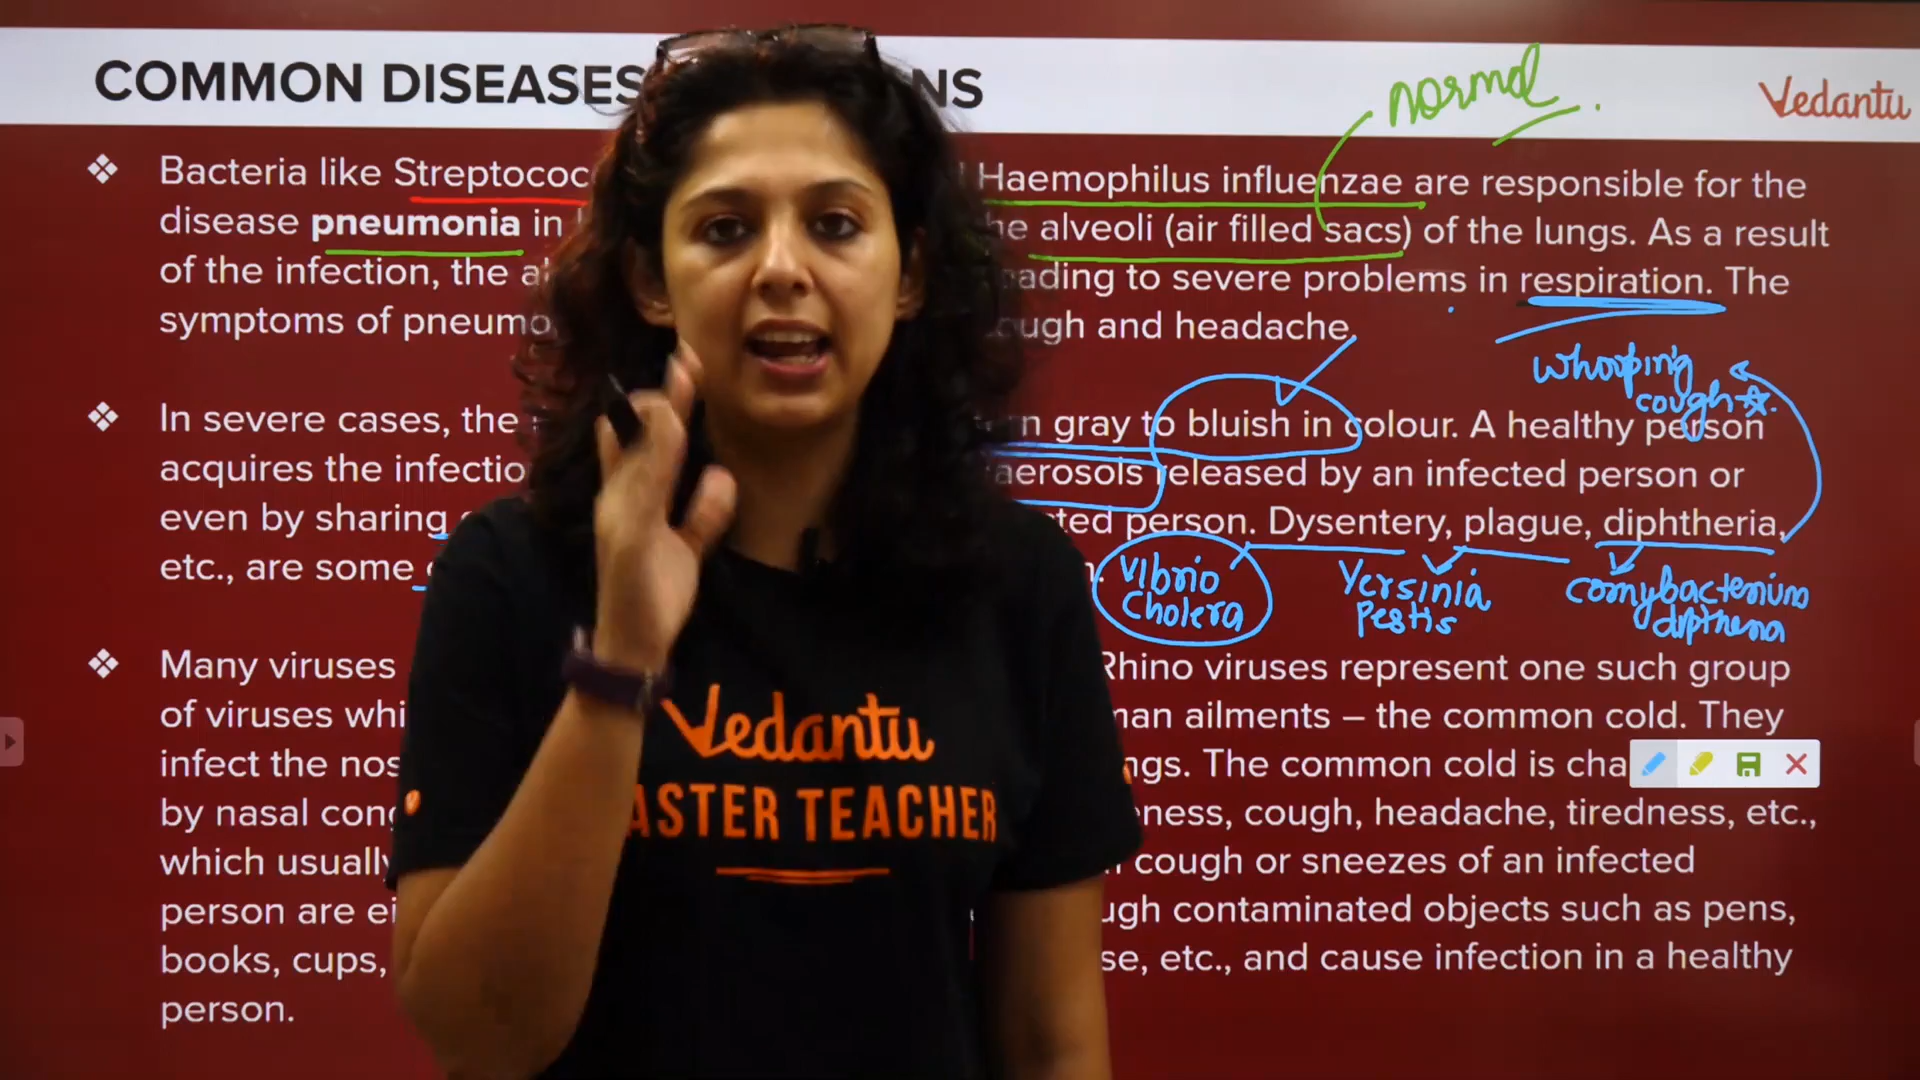 COMMON DISEASES
NS
normal
Vedantu
Bacteria like Streptococ
Haemophilus influenzae are responsible for the
disease pneumonia in
he alveoli (air filled sacs) of the lungs. As a result
of the infection, the al
eading to severe problems in respiration. The
symptoms of pneumo
ough and headache.
whooping
cough
In severe cases, the
n gray to bluish in colour. A healthy person
acquires the infectio
aerosols released by an infected person or
even by sharing
ted person. Dysentery, plague, diphtheria,
etc., are some
Vibrio
Cholera
Yersinia
Pestis
Many viruses
Rhino viruses represent one such group
of viruses whi
man ailments – the common cold. They
infect the nos
ngs. The common cold is cha
by nasal cong
eness, cough, headache, tiredness, etc.,
which usually
cough or sneezes of an infected
person are ei
ugh contaminated objects such as pens,
books, cups,
se, etc., and cause infection in a healthy
person.
Vedantu
ASTER TEACHER